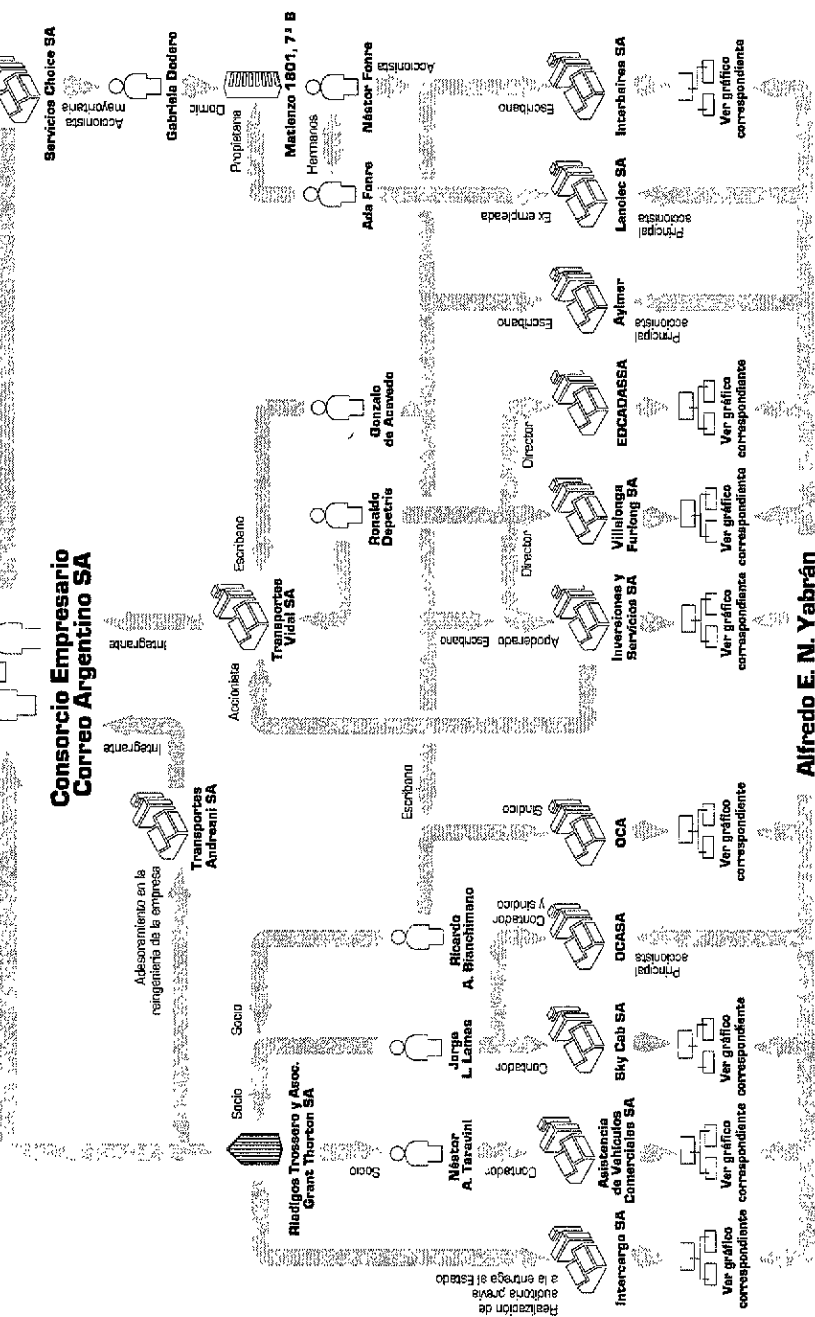 Servicios Choice SA
Accionista
mayoritaria
Gabriela Dodero
Domic
Matienzo 1801, 7º B
Propietaria
Hermanos
Ada Fonre
Néstor Fonre
Accionista
Consorcio Empresario
Correo Argentino SA
Integrante
Integrante
Transportes
Andreani SA
Adesoramiento en la
reingeniería de la empresa
Transportes
Vidal SA
Accionista
Escribano
Ronaldo
Depetris
Gonzalo
de Acevedo
Riadigos Trossero y Asoc.
Grant Thorton SA
Socio
Socio
Socio
Néstor
A. Taravini
Jorge
L. Lamas
Ricardo
A. Bianchimano
Escribano
Realización de
auditoría previa
a la entrega al Estado
Contador
Contador
Contador
y síndico
Síndico
Escribano
Apoderado
Director
Director
Escribano
Ex empleada
Escribano
Intercargo SA
Asistencia
de Vehículos
Comerciales SA
Sky Cab SA
OCASA
OCA
Inversiones y
Servicios SA
Villalonga
Furlong SA
EDCADASSA
Aylmer
Lanolec SA
Interbaires SA
Principal
accionista
Principal
accionista
Principal
accionista
Ver gráfico
correspondiente
Ver gráfico
correspondiente
Ver gráfico
correspondiente
Ver gráfico
correspondiente
Ver gráfico
correspondiente
Ver gráfico
correspondiente
Ver gráfico
correspondiente
Ver gráfico
correspondiente
Alfredo E. N. Yabrán